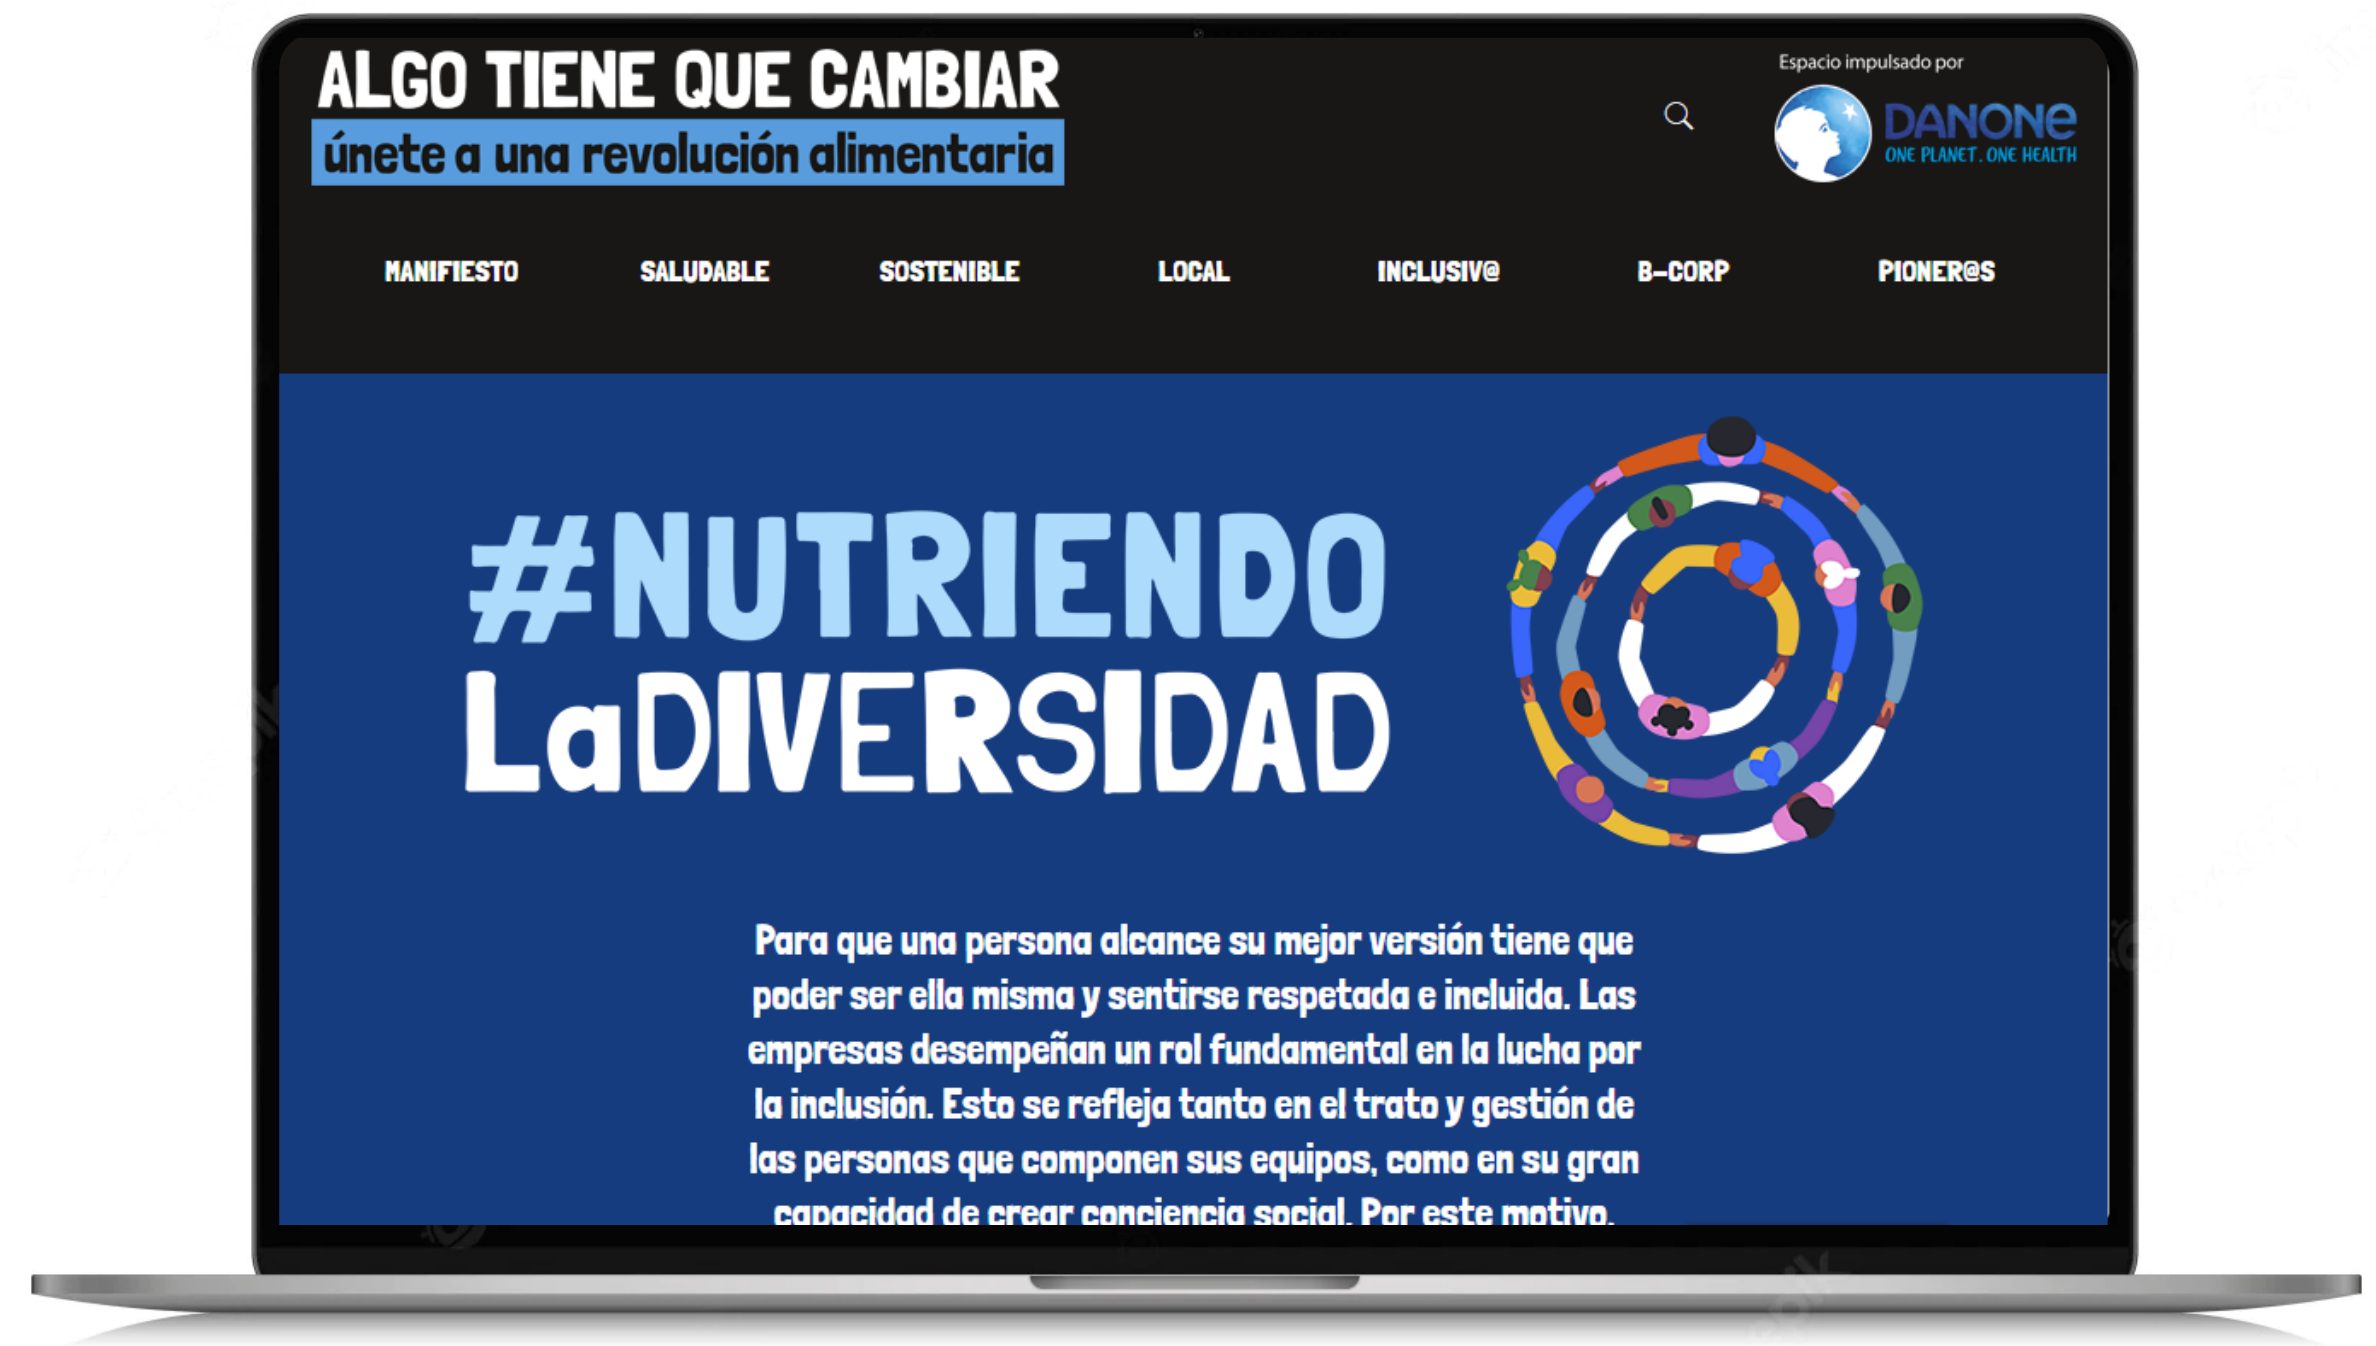 ALGO TIENE QUE CAMBIAR
únete a una revolución alimentaria
Espacio impulsado por
DANONE
ONE PLANET. ONE HEALTH
MANIFIESTO SALUDABLE SOSTENIBLE LOCAL INCLUSIV@ B-CORP PIONER@S
#NUTRIENDO
LaDIVERSIDAD
Para que una persona alcance su mejor versión tiene que
poder ser ella misma y sentirse respetada e incluida. Las
empresas desempeñan un rol fundamental en la lucha por
la inclusión. Esto se refleja tanto en el trato y gestión de
las personas que componen sus equipos, como en su gran
capacidad de crear conciencia social. Por este motivo,